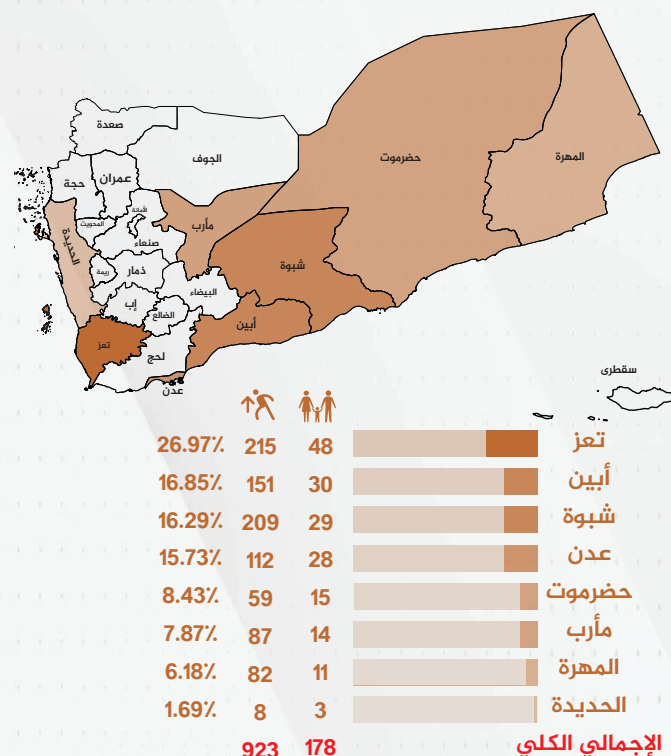 صعدة
الجوف
حضرموت
المهرة
حجة
عمران
مأرب
المحويت
صنعاء
الحديدة
شبوة
ريمة
ذمار
البيضاء
إب
الضالع
أبين
تعز
لحج
عدن
سقطرى
تعز 48 215 26.97٪
أبين 30 151 16.85٪
شبوة 29 209 16.29٪
عدن 28 112 15.73٪
حضرموت 15 59 8.43٪
مأرب 14 87 7.87٪
المهرة 11 82 6.18٪
الحديدة 3 8 1.69٪
الإجمالي الكلي 178 923